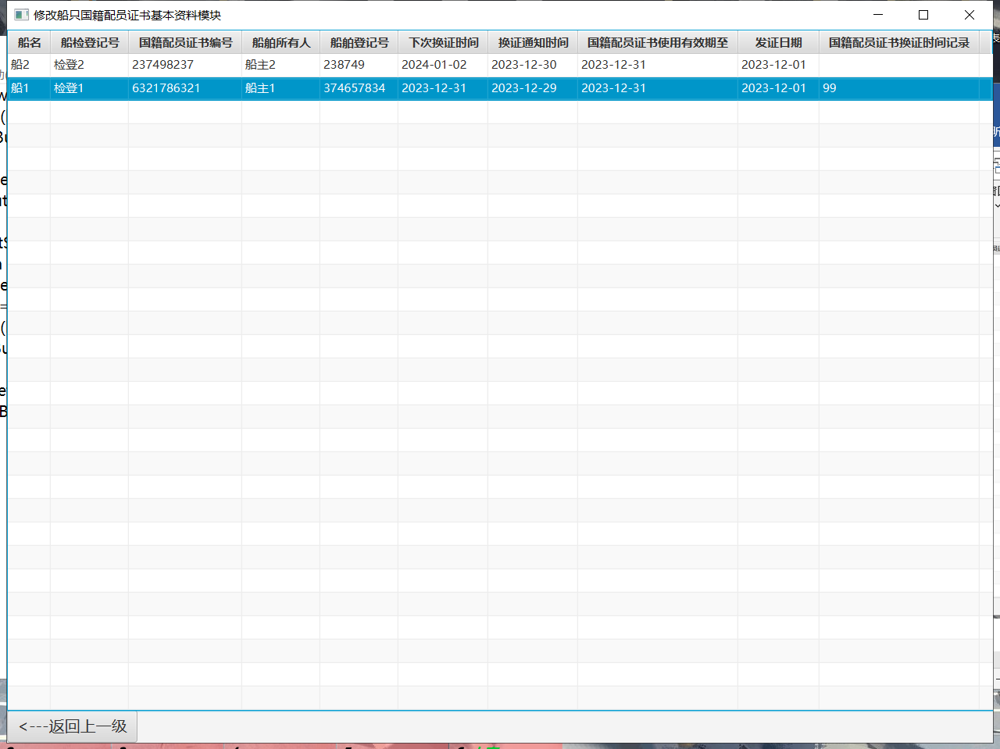 修改船只国籍配员证书基本资料模块
船名 船检登记号 国籍配员证书编号 船舶所有人 船舶登记号 下次换证时间 换证通知时间 国籍配员证书使用有效期至 发证日期 国籍配员证书换证时间记录
船2 检登2 237498237 船主2 238749 2024-01-02 2023-12-30 2023-12-31 2023-12-01
船1 检登1 6321786321 船主1 374657834 2023-12-31 2023-12-29 2023-12-31 2023-12-01 99
<---返回上一级